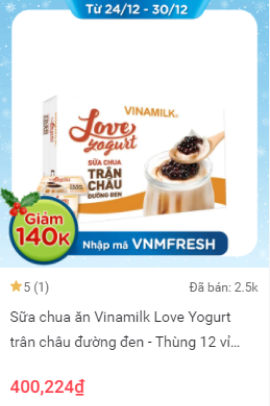 Từ 24/12 - 30/12
VINAMILK
Love
yogurt
SỮA CHUA
TRÂN
CHÂU
ĐƯỜNG ĐEN
Giảm
140K
Nhập mã VNMFRESH
5 (1)
Đã bán: 2.5k
Sữa chua ăn Vinamilk Love Yogurt
trân châu đường đen - Thùng 12 vỉ...
400,224₫